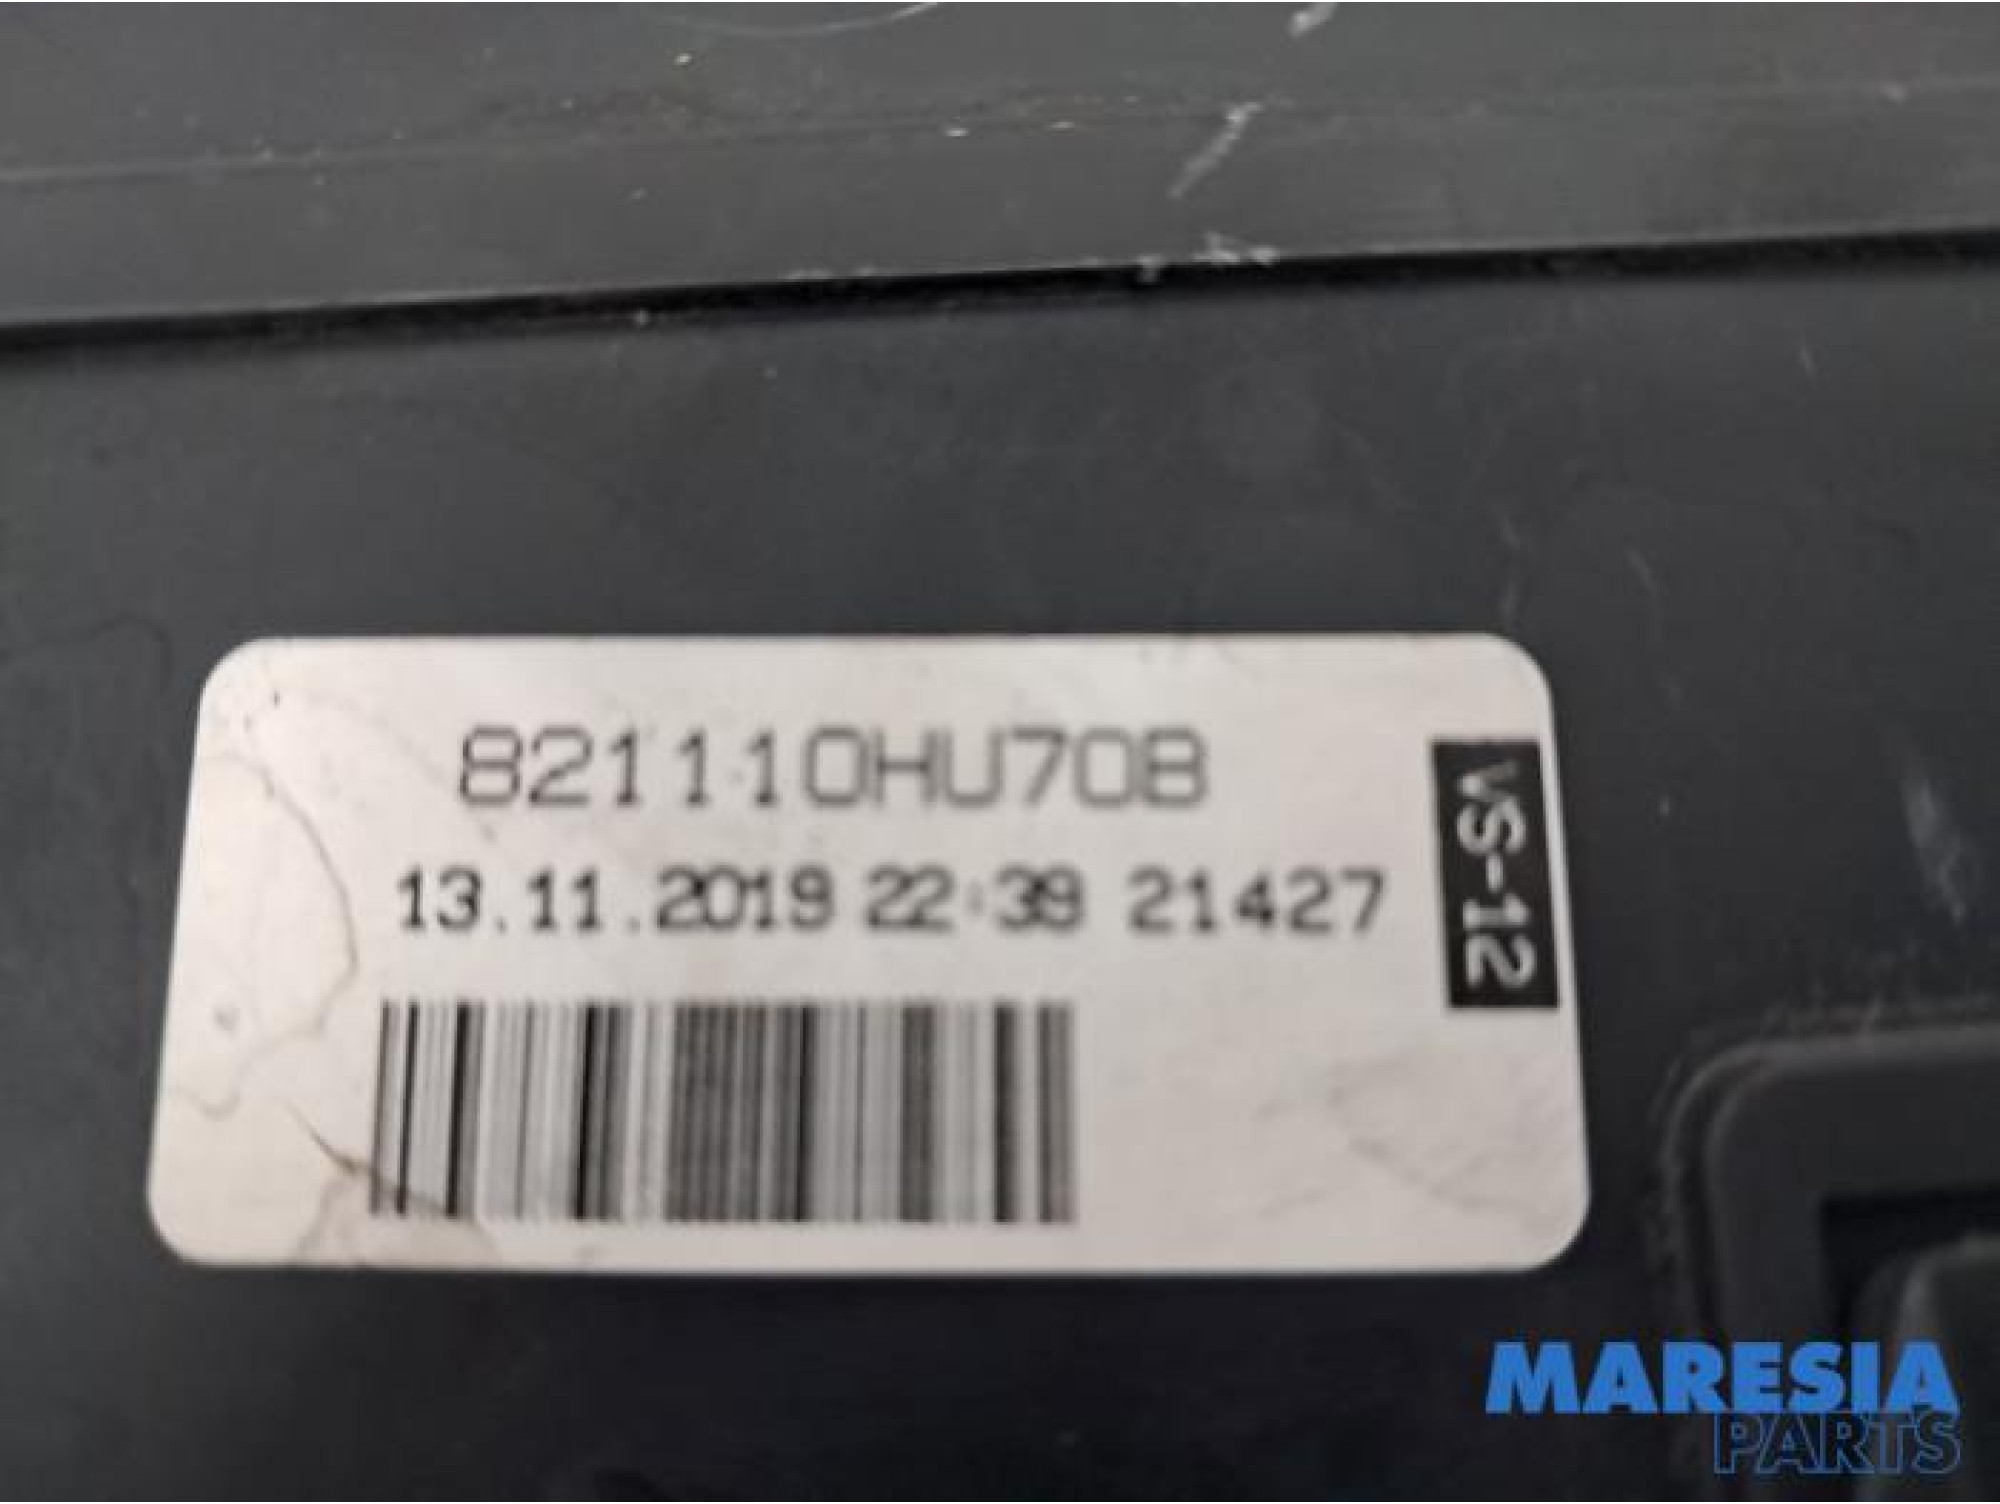 821110HU70B
13.11.2019 22:39 21427
VS-12
MARESIA
PARTS